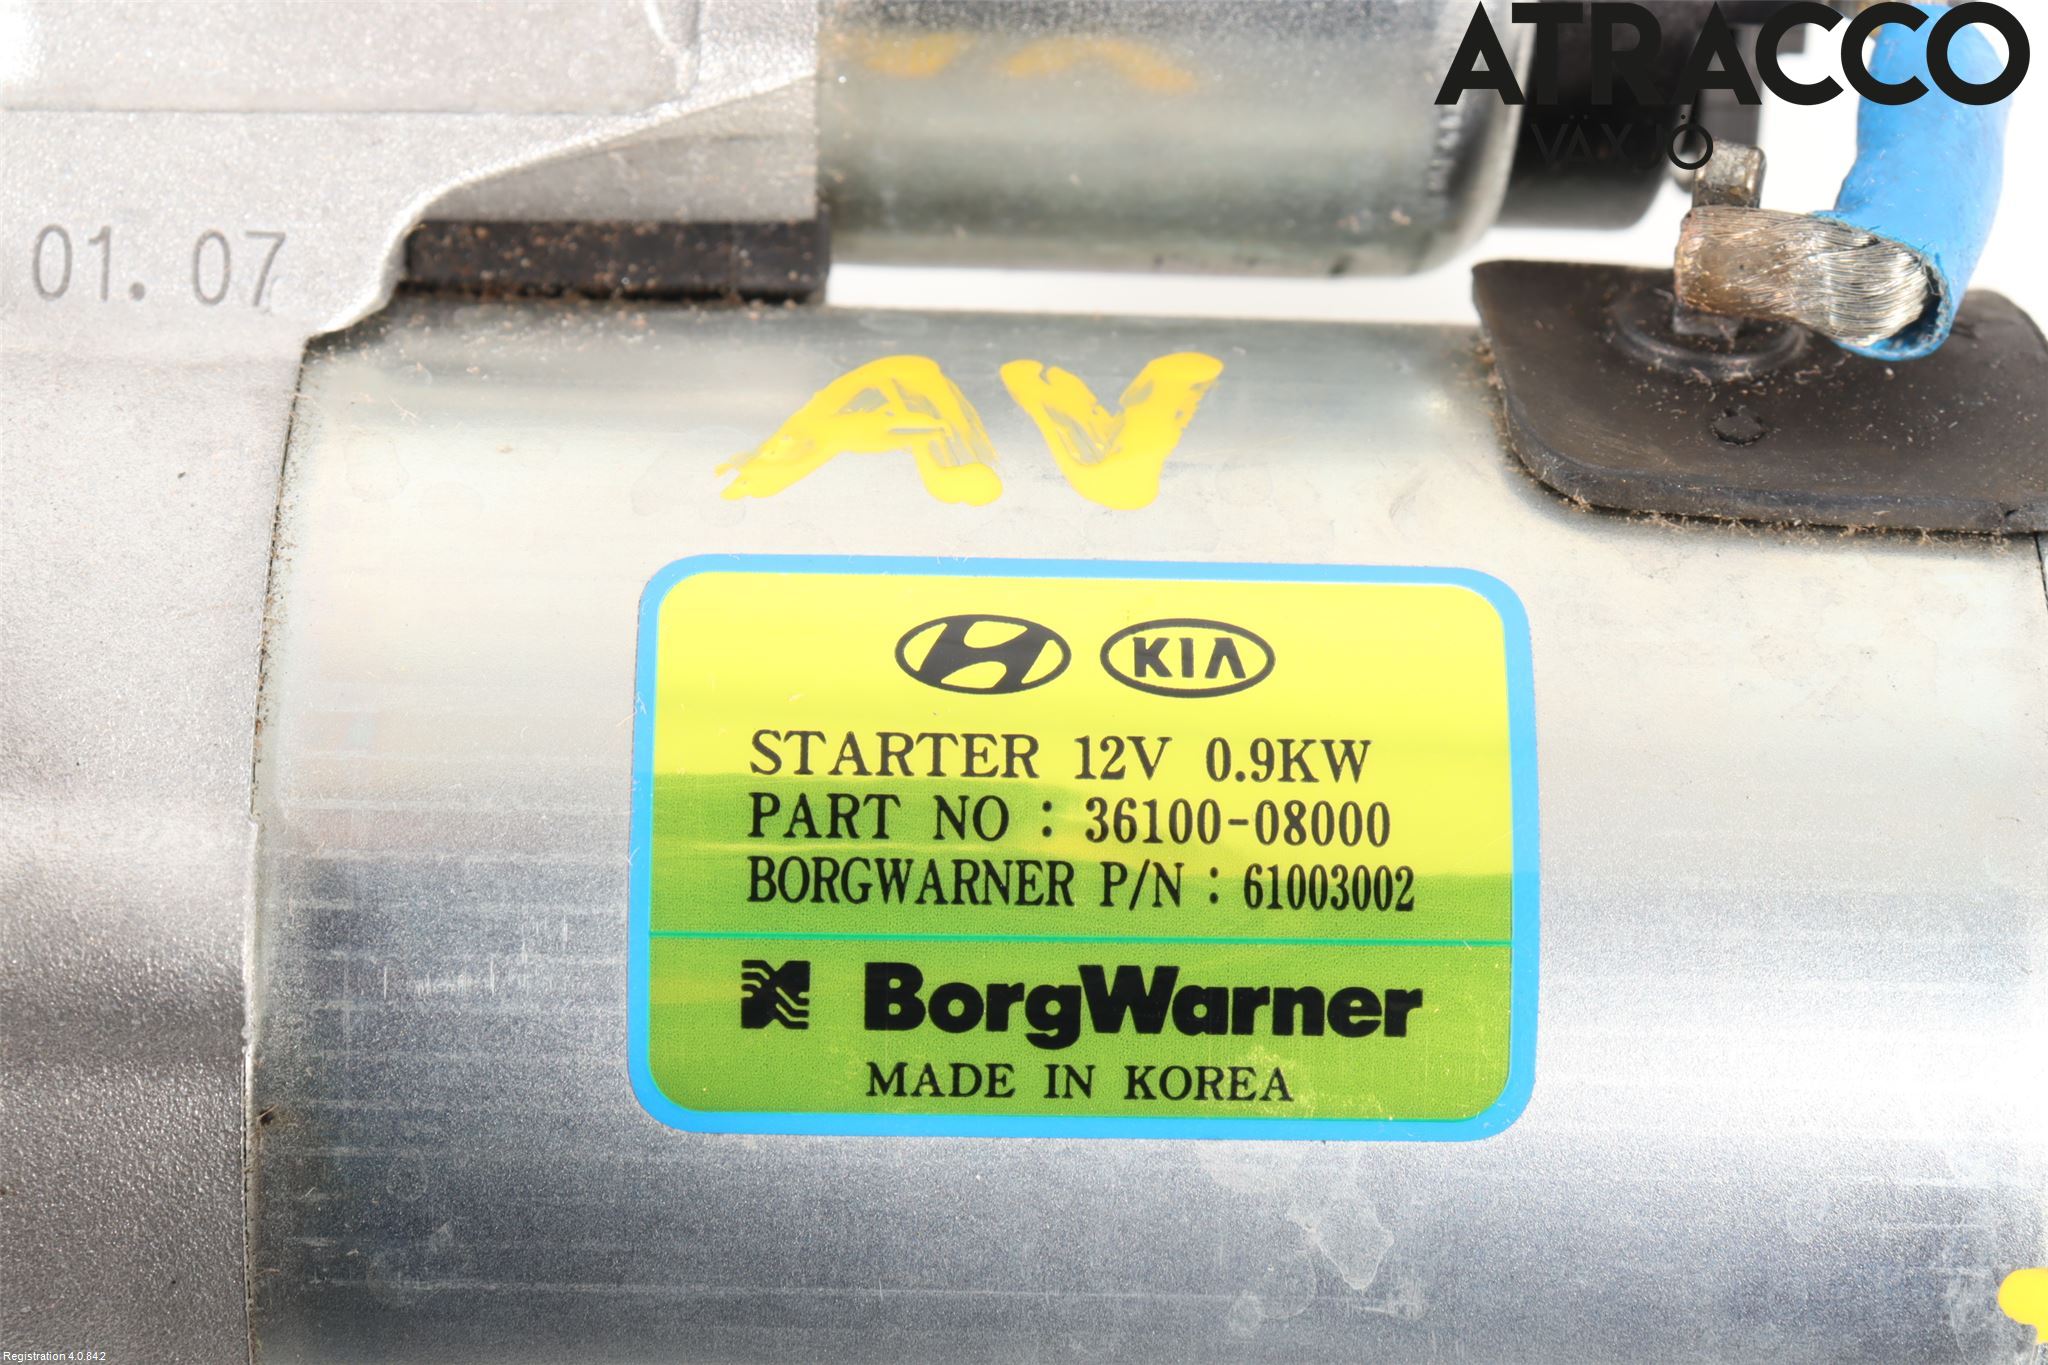 ATRACCO
VÄXJÖ
01. 07
AV
KIA
STARTER 12V 0.9KW
PART NO : 36100-08000
BORGWARNER P/N : 61003002
BorgWarner
MADE IN KOREA
Registration 4.0.842